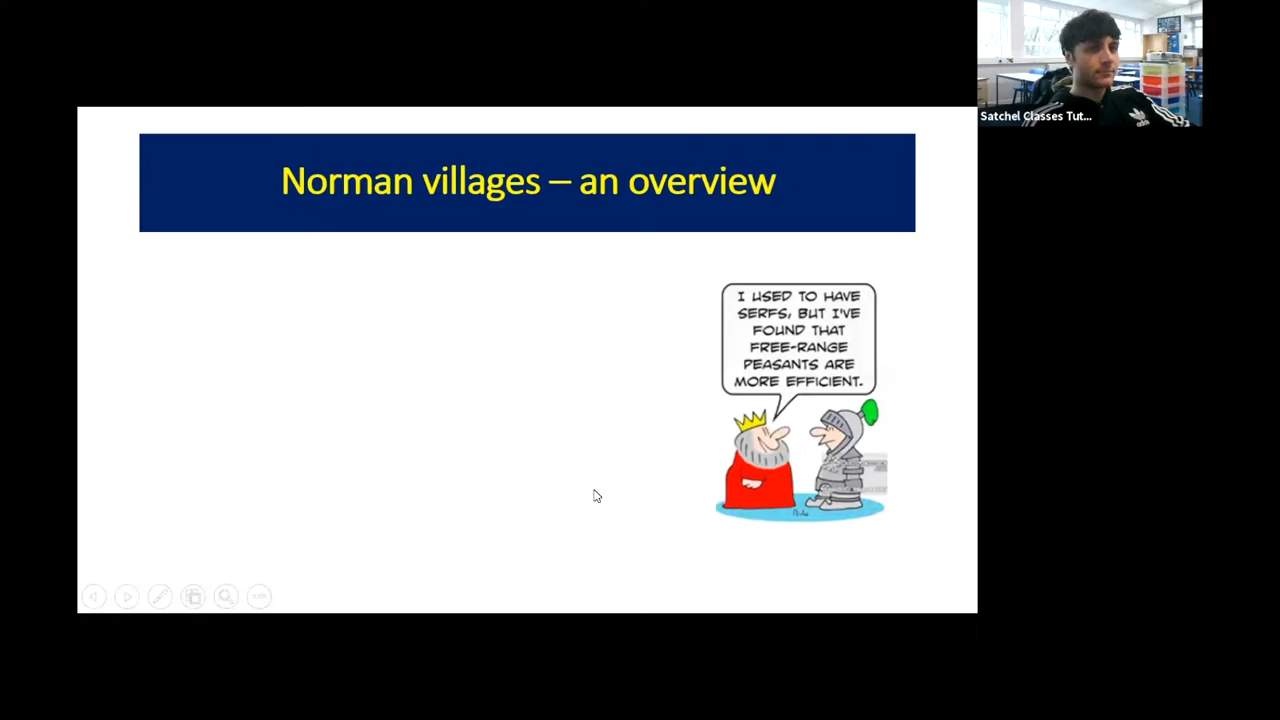 Satchel Classes Tut...
adidas
Norman villages – an overview
I USED TO HAVE
SERFS, BUT I'VE
FOUND THAT
FREE-RANGE
PEASANTS ARE
MORE EFFICIENT.